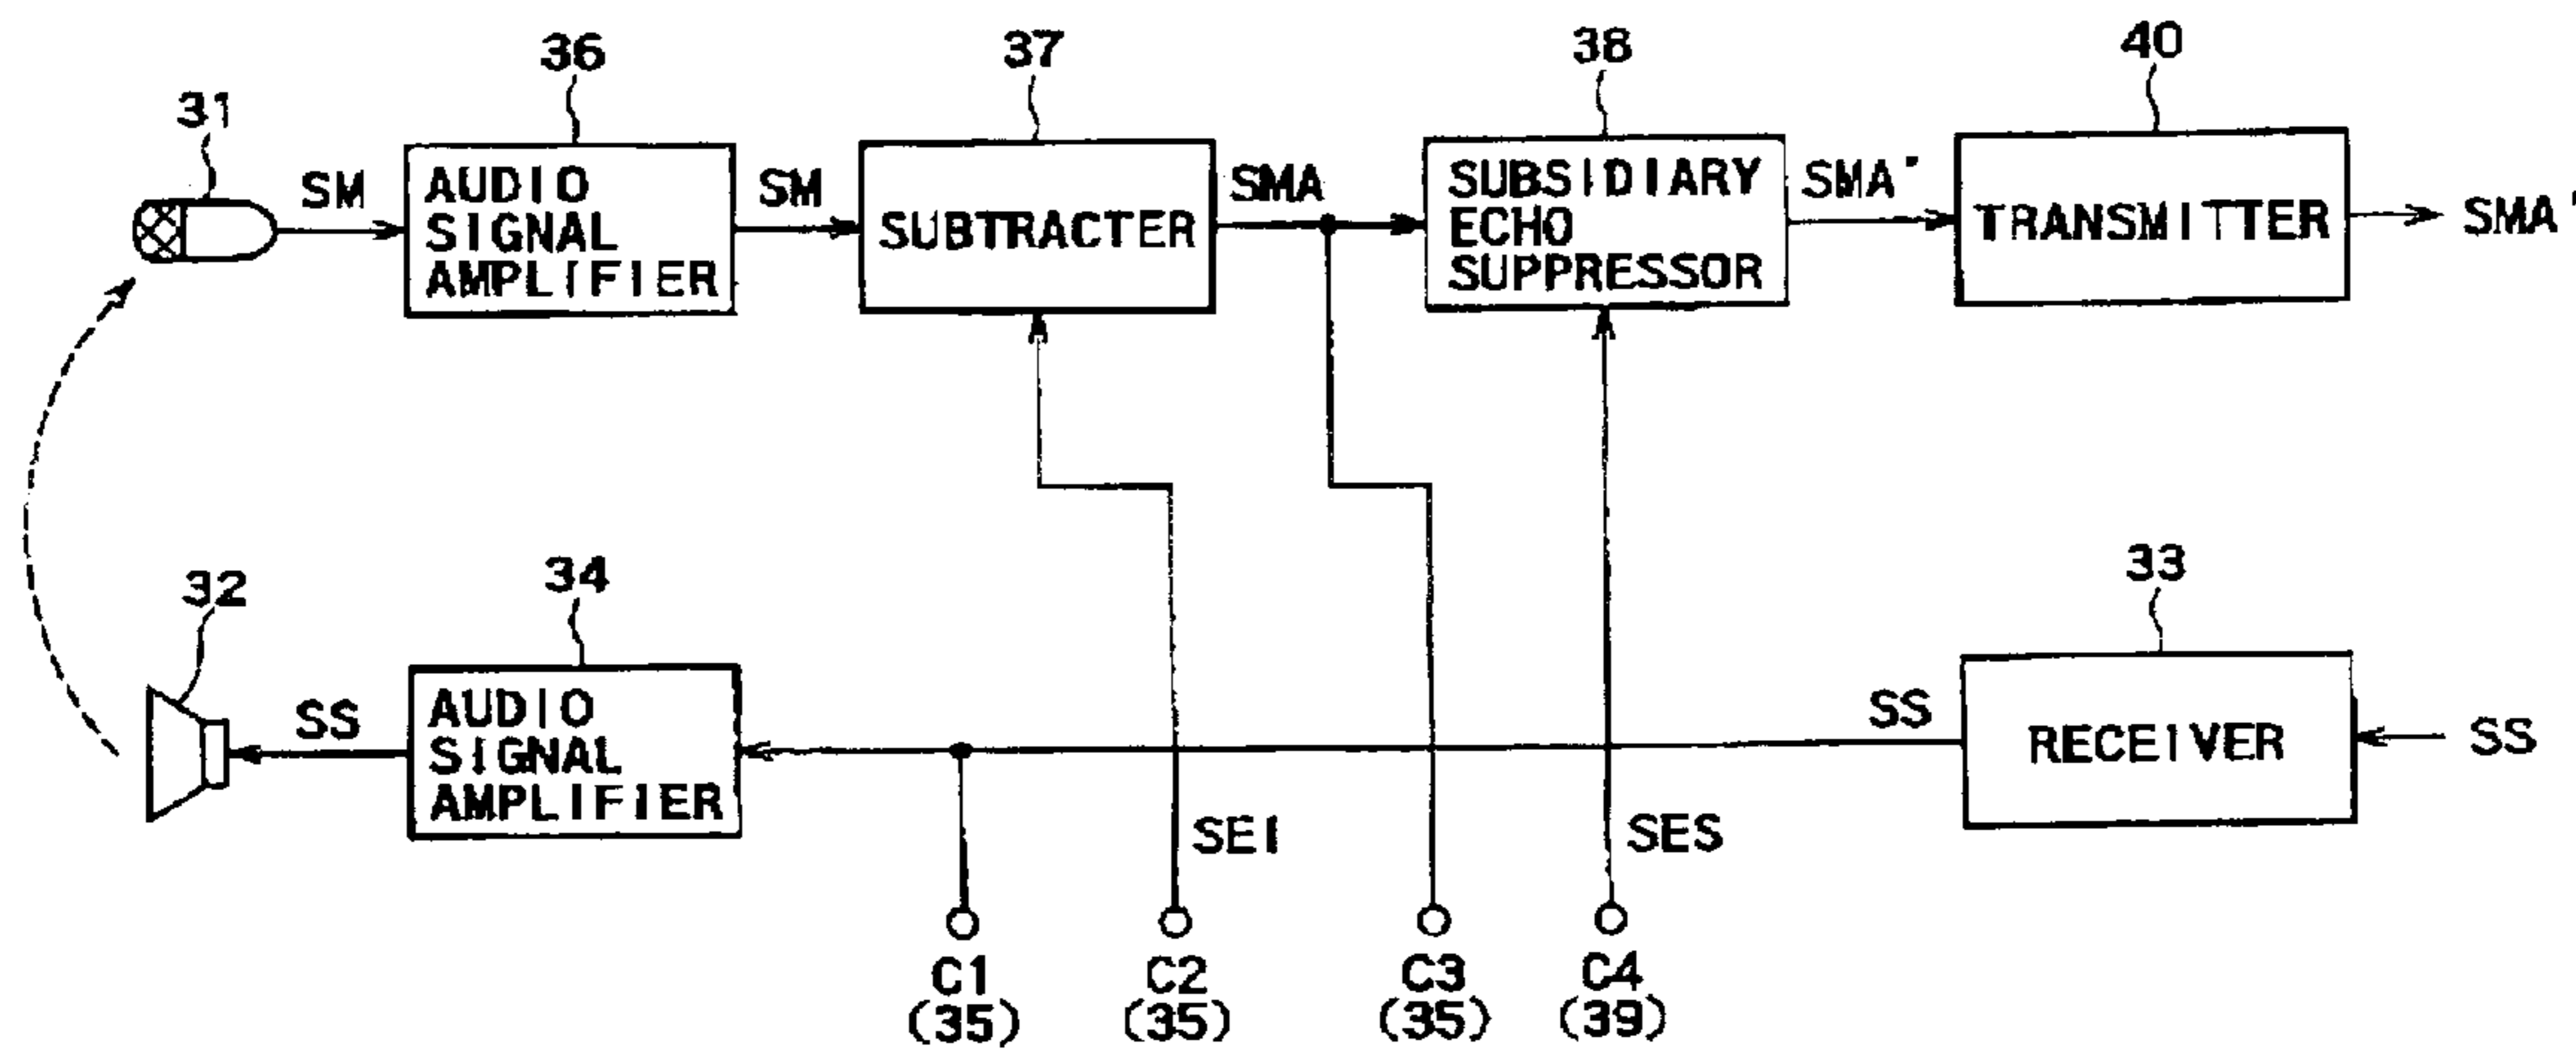 36
37
38
40
31
SM
AUDIO
SIGNAL
AMPLIFIER
SM
SUBTRACTER
SMA
SUBSIDIARY
ECHO
SUPPRESSOR
SMA'
TRANSMITTER
SMA'
32
34
33
SS
AUDIO
SIGNAL
AMPLIFIER
SS
RECEIVER
SS
SEI
SES
C1
(35)
C2
(35)
C3
(35)
C4
(39)